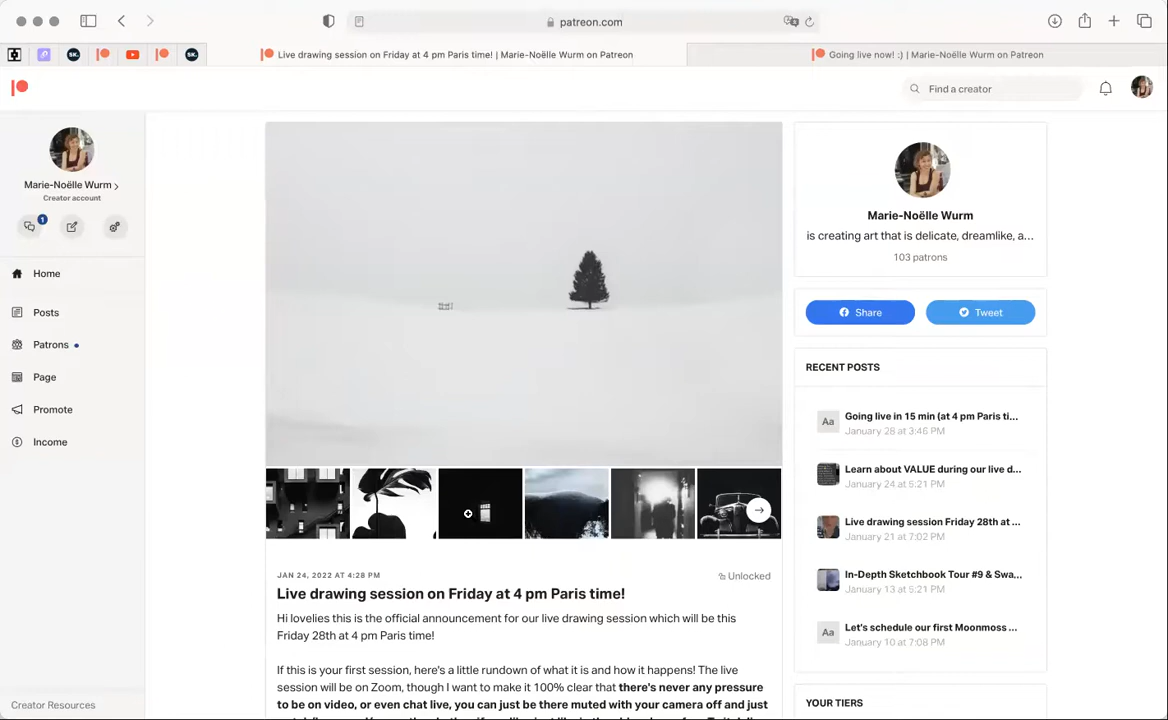 patreon.com
SK.
SK.
Live drawing session on Friday at 4 pm Paris time! | Marie-Noëlle Wurm on Patreon
Going live now! :) | Marie-Noëlle Wurm on Patreon
Find a creator
Marie-Noëlle Wurm
Creator account
1
Home
Posts
Patrons
Page
Promote
Income
Creator Resources
JAN 24, 2022 AT 4:28 PM
Unlocked
Live drawing session on Friday at 4 pm Paris time!
Hi lovelies this is the official announcement for our live drawing session which will be this
Friday 28th at 4 pm Paris time!
If this is your first session, here's a little rundown of what it is and how it happens! The live
session will be on Zoom, though I want to make it 100% clear that there's never any pressure
to be on video, or even chat live, you can just be there muted with your camera off and just
Marie-Noëlle Wurm
is creating art that is delicate, dreamlike, a...
103 patrons
Share
Tweet
RECENT POSTS
Aa
Going live in 15 min (at 4 pm Paris ti...
January 28 at 3:46 PM
Learn about VALUE during our live d...
January 24 at 5:21 PM
Live drawing session Friday 28th at ...
January 21 at 7:02 PM
In-Depth Sketchbook Tour #9 & Swa...
January 13 at 5:21 PM
Aa
Let's schedule our first Moonmoss ...
January 10 at 7:08 PM
YOUR TIERS